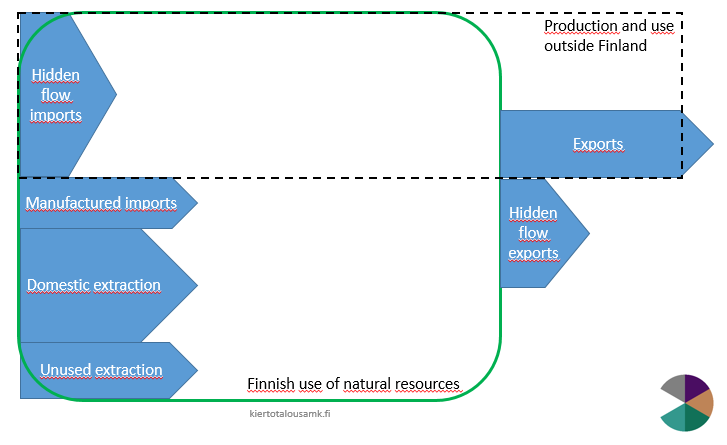 Production and use
outside Finland
Hidden
flow
imports
Exports
Manufactured imports
Hidden
flow
exports
Domestic extraction
Unused extraction
Finnish use of natural resources
kiertotalousamk.fi